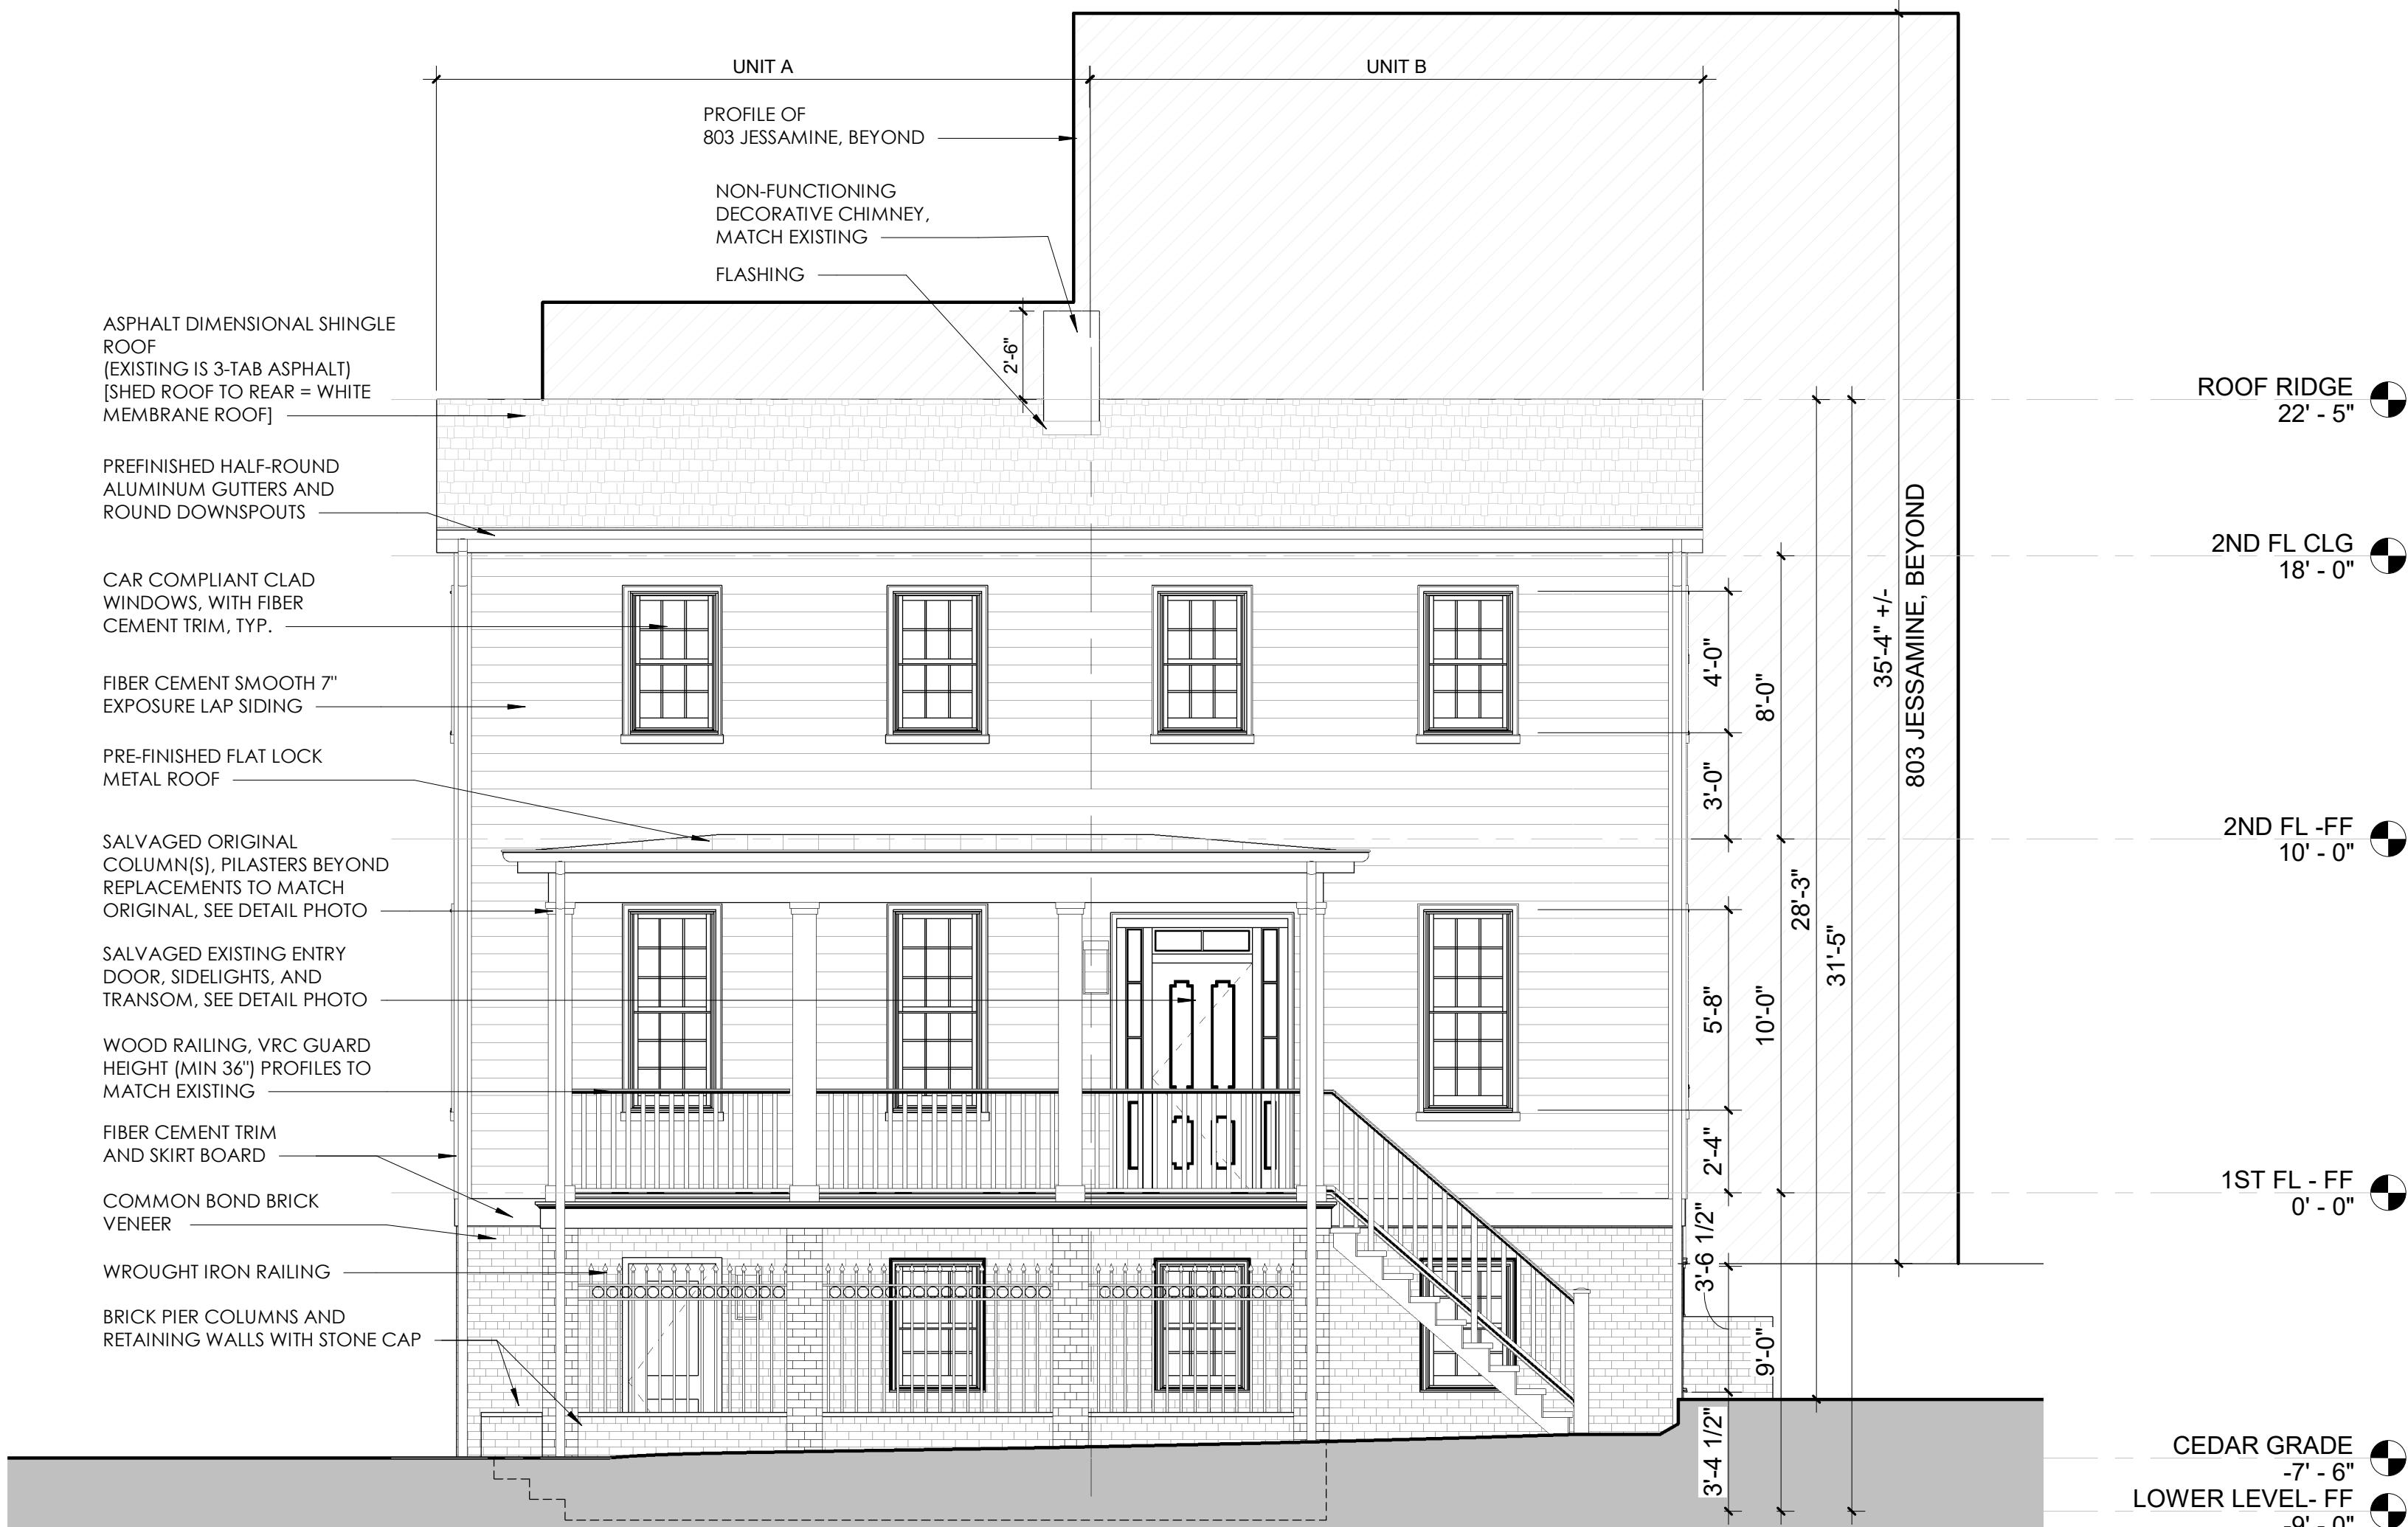 UNIT A
UNIT B
PROFILE OF
803 JESSAMINE, BEYOND
NON-FUNCTIONING
DECORATIVE CHIMNEY,
MATCH EXISTING
FLASHING
2'-6"
ASPHALT DIMENSIONAL SHINGLE
ROOF
(EXISTING IS 3-TAB ASPHALT)
[SHED ROOF TO REAR = WHITE
MEMBRANE ROOF]
PREFINISHED HALF-ROUND
ALUMINUM GUTTERS AND
ROUND DOWNSPOUTS
CAR COMPLIANT CLAD
WINDOWS, WITH FIBER
CEMENT TRIM, TYP.
FIBER CEMENT SMOOTH 7"
EXPOSURE LAP SIDING
PRE-FINISHED FLAT LOCK
METAL ROOF
SALVAGED ORIGINAL
COLUMN(S), PILASTERS BEYOND
REPLACEMENTS TO MATCH
ORIGINAL, SEE DETAIL PHOTO
SALVAGED EXISTING ENTRY
DOOR, SIDELIGHTS, AND
TRANSOM, SEE DETAIL PHOTO
WOOD RAILING, VRC GUARD
HEIGHT (MIN 36") PROFILES TO
MATCH EXISTING
FIBER CEMENT TRIM
AND SKIRT BOARD
COMMON BOND BRICK
VENEER
WROUGHT IRON RAILING
BRICK PIER COLUMNS AND
RETAINING WALLS WITH STONE CAP
4'-0"
3'-0"
5'-8"
2'-4"
3'-6 1/2"
3'-4 1/2"
8'-0"
10'-0"
9'-0"
28'-3"
31'-5"
35'-4" +/-
803 JESSAMINE, BEYOND
ROOF RIDGE
22' - 5"
2ND FL CLG
18' - 0"
2ND FL -FF
10' - 0"
1ST FL - FF
0' - 0"
CEDAR GRADE
-7' - 6"
LOWER LEVEL- FF
-9' - 0"